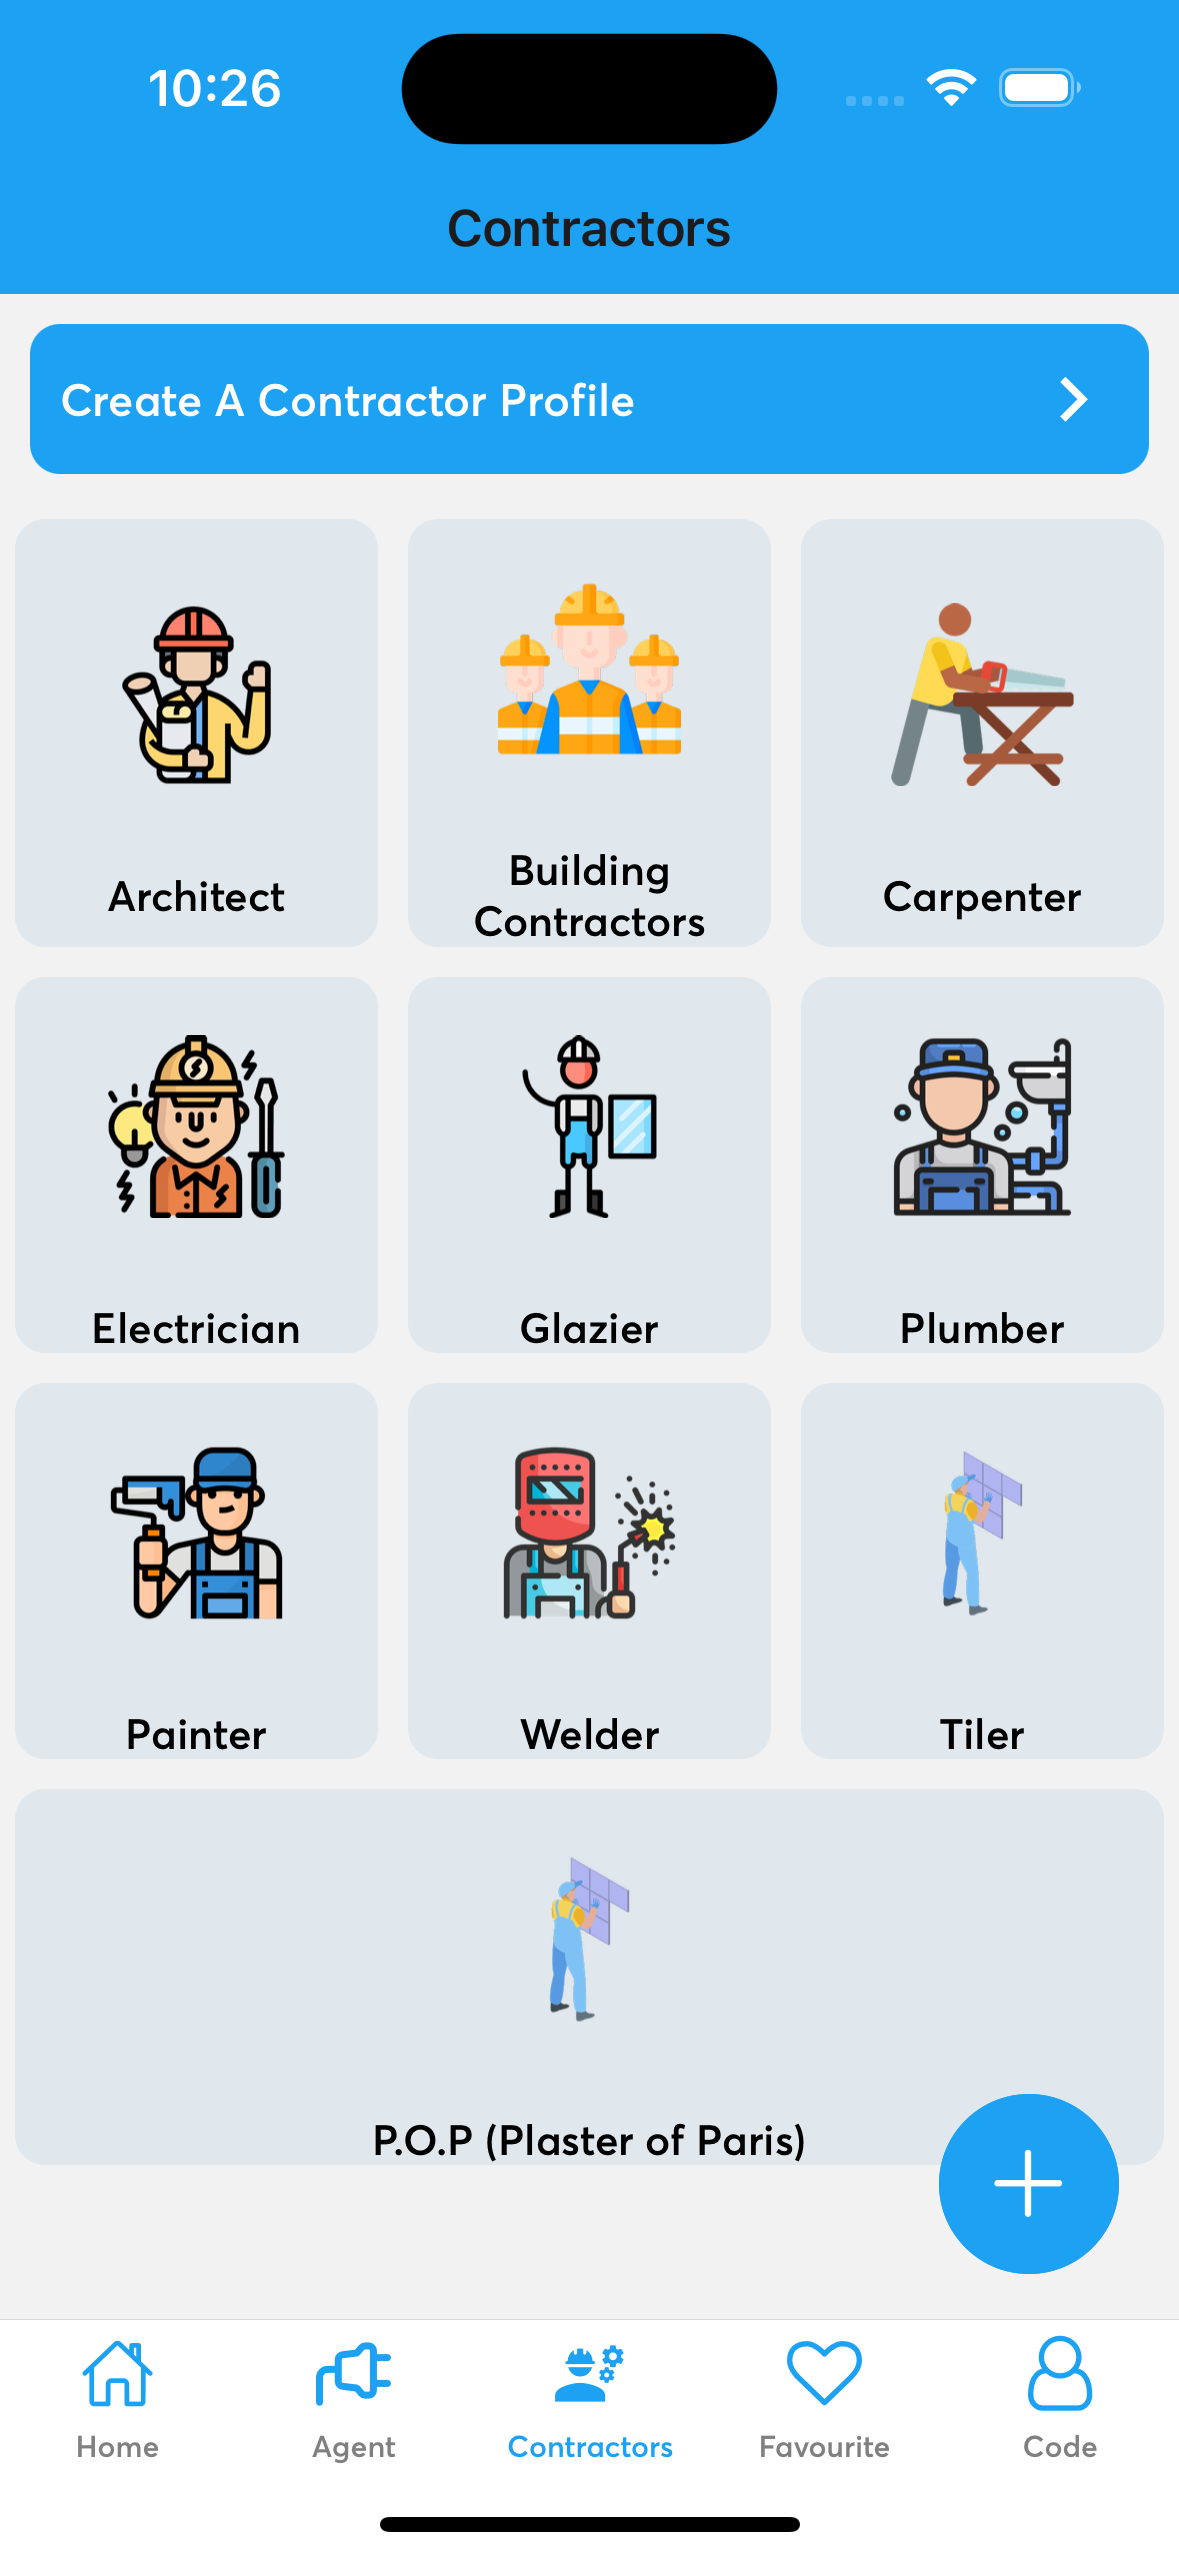 10:26
Contractors
Create A Contractor Profile
Architect
Building
Contractors
Carpenter
Electrician
Glazier
Plumber
Painter
Welder
Tiler
P.O.P (Plaster of Paris)
Home
Agent
Contractors
Favourite
Code